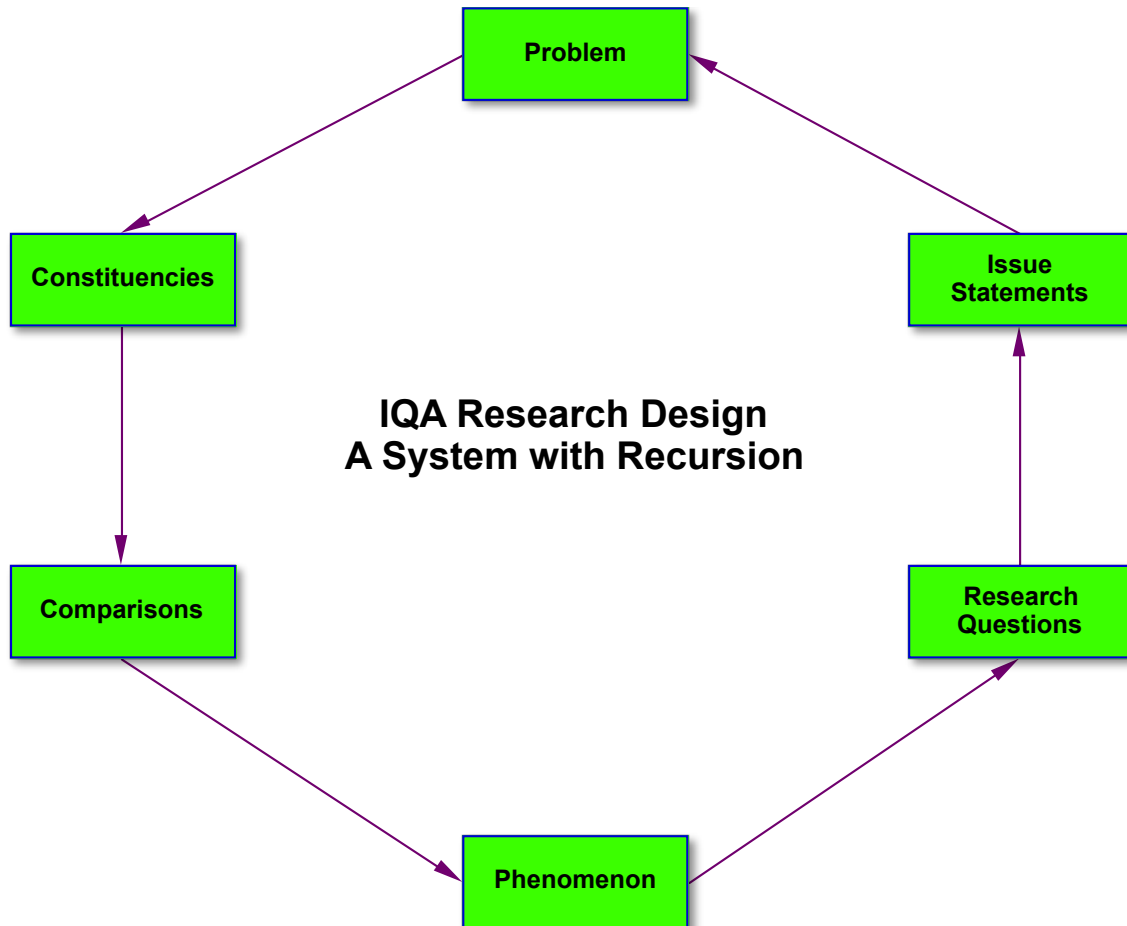 Problem
Constituencies
Issue
Statements
IQA Research Design
A System with Recursion
Comparisons
Research
Questions
Phenomenon